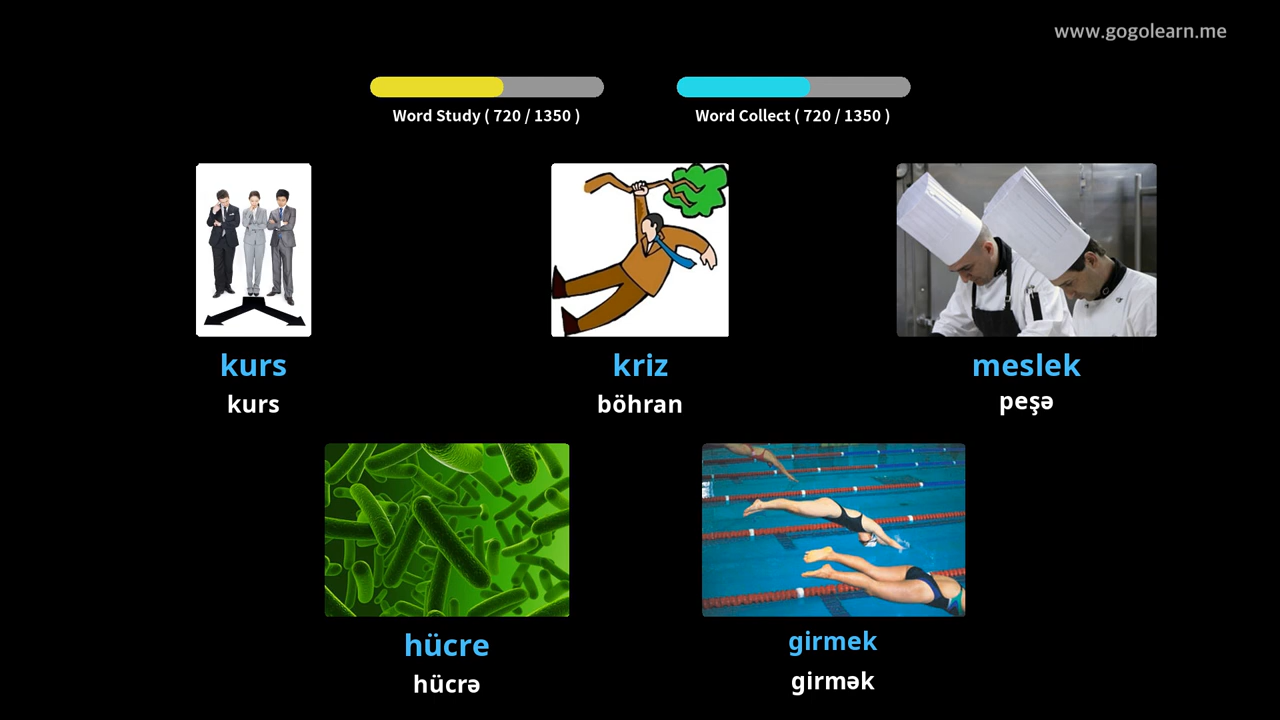 www.gogolearn.me
Word Study ( 720 / 1350 )
Word Collect ( 720 / 1350 )
kurs
kurs
kriz
böhran
meslek
peşə
hücre
hücrə
girmek
girmək